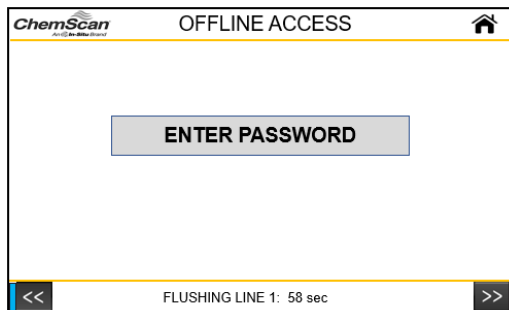 ChemScan
An In-Situ Brand
OFFLINE ACCESS
ENTER PASSWORD
<<
FLUSHING LINE 1: 58 sec
>>